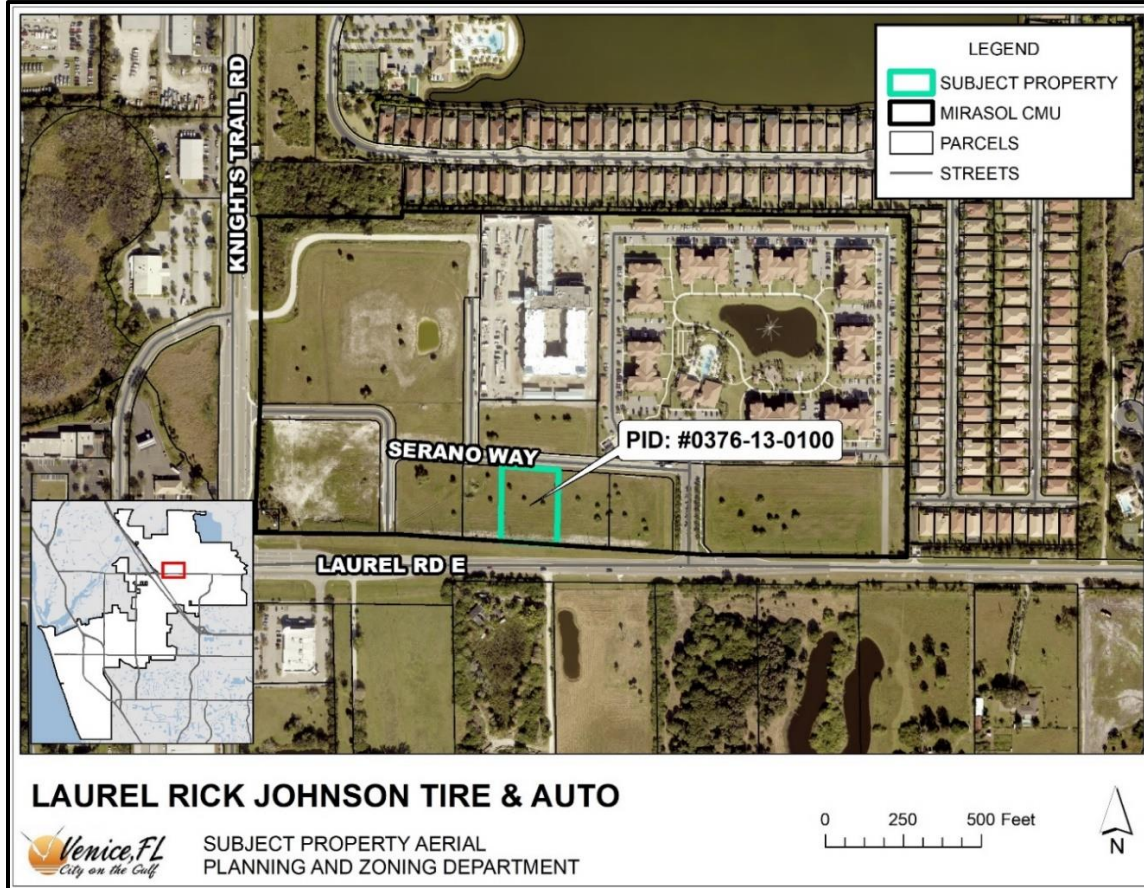 LEGEND
SUBJECT PROPERTY
MIRASOL CMU
PARCELS
STREETS
KNIGHTS TRAIL RD
PID: #0376-13-0100
SERANO WAY
LAUREL RD E
LAUREL RICK JOHNSON TIRE & AUTO
Venice, FL
City on the Gulf
SUBJECT PROPERTY AERIAL
PLANNING AND ZONING DEPARTMENT
0 250 500 Feet
N